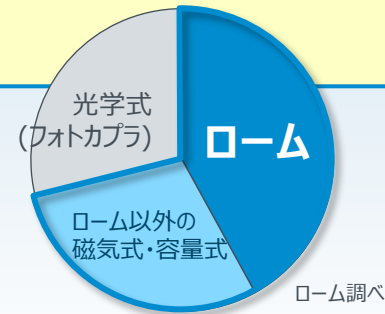 光学式
(フォトカプラ)
ローム
ローム以外の
磁気式・容量式
ローム調べ